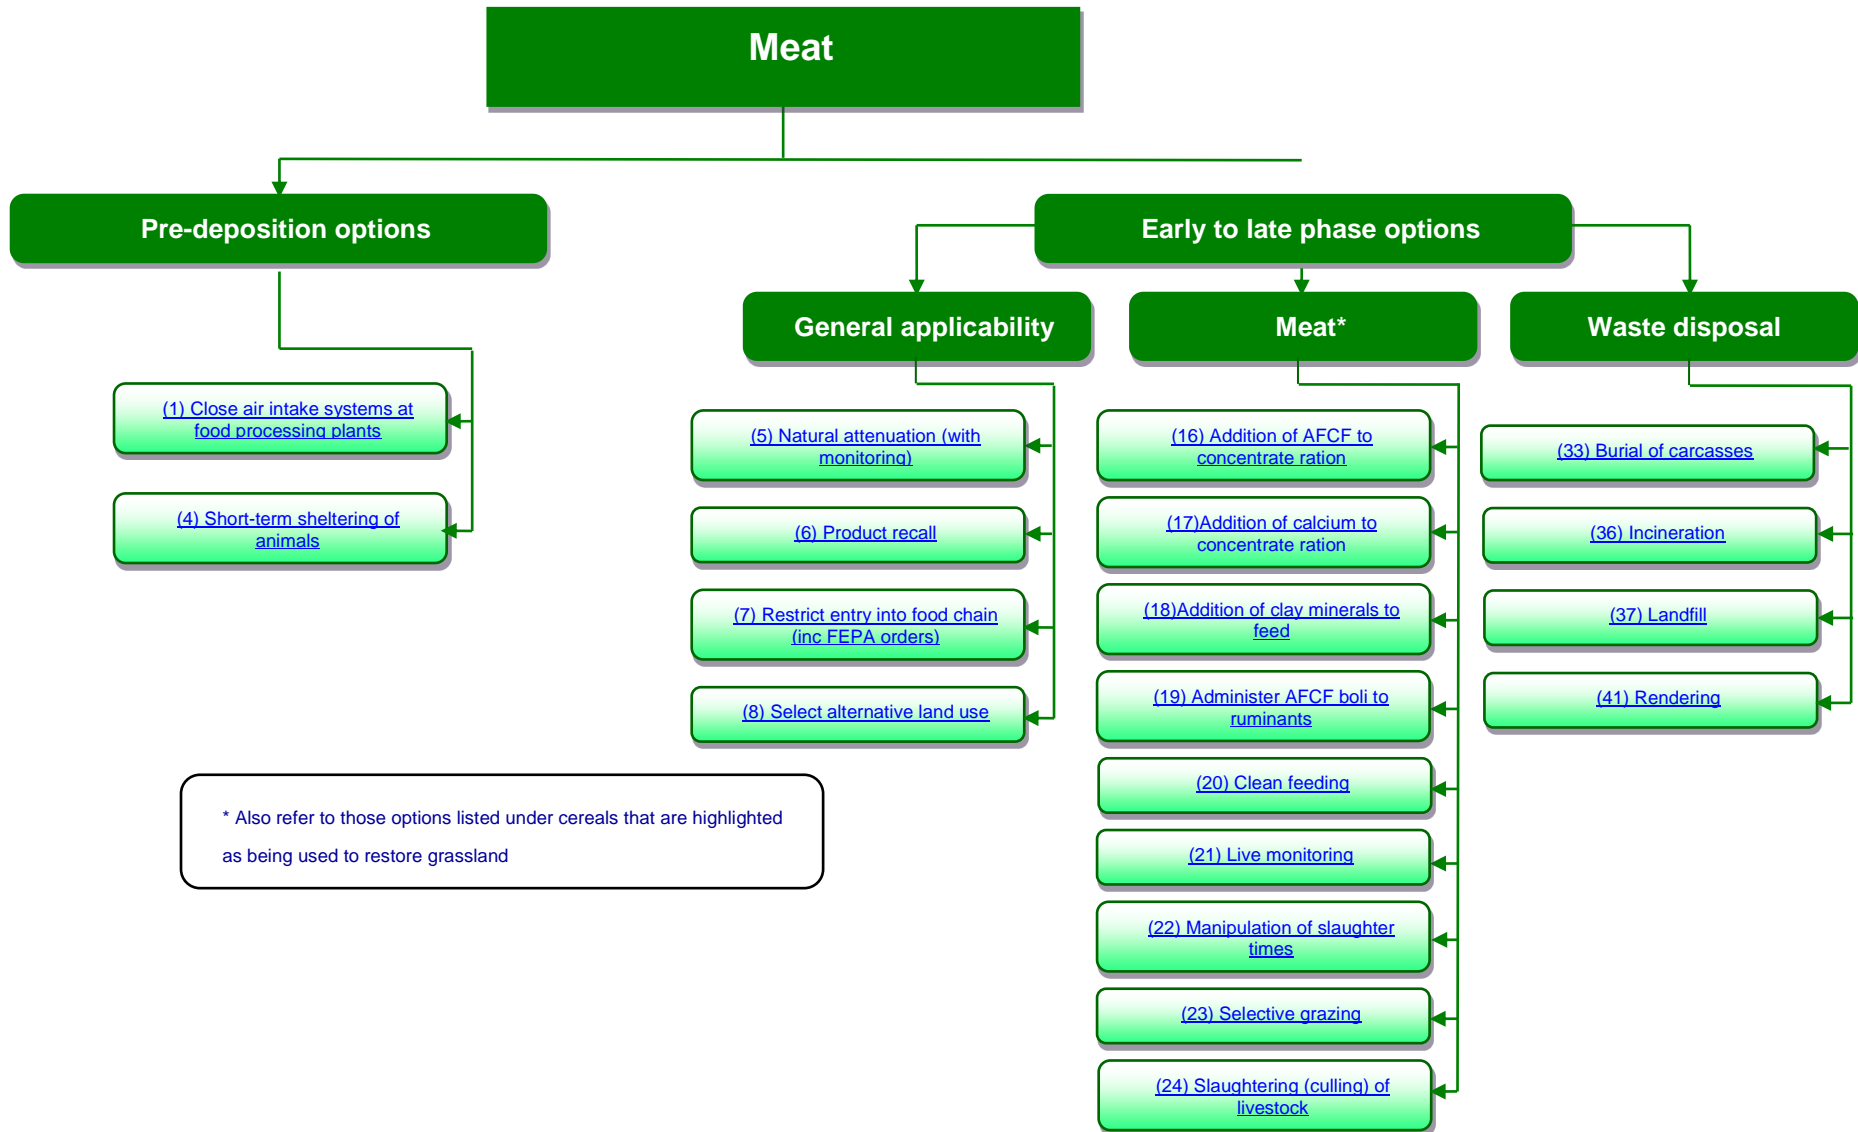 Meat
Pre-deposition options
Early to late phase options
General applicability
Meat*
Waste disposal
(1) Close air intake systems at
food processing plants
(4) Short-term sheltering of
animals
(5) Natural attenuation (with
monitoring)
(6) Product recall
(7) Restrict entry into food chain
(inc FEPA orders)
(8) Select alternative land use
(16) Addition of AFCF to
concentrate ration
(17)Addition of calcium to
concentrate ration
(18)Addition of clay minerals to
feed
(19) Administer AFCF boli to
ruminants
(20) Clean feeding
(21) Live monitoring
(22) Manipulation of slaughter
times
(23) Selective grazing
(24) Slaughtering (culling) of
livestock
(33) Burial of carcasses
(36) Incineration
(37) Landfill
(41) Rendering
* Also refer to those options listed under cereals that are highlighted
as being used to restore grassland